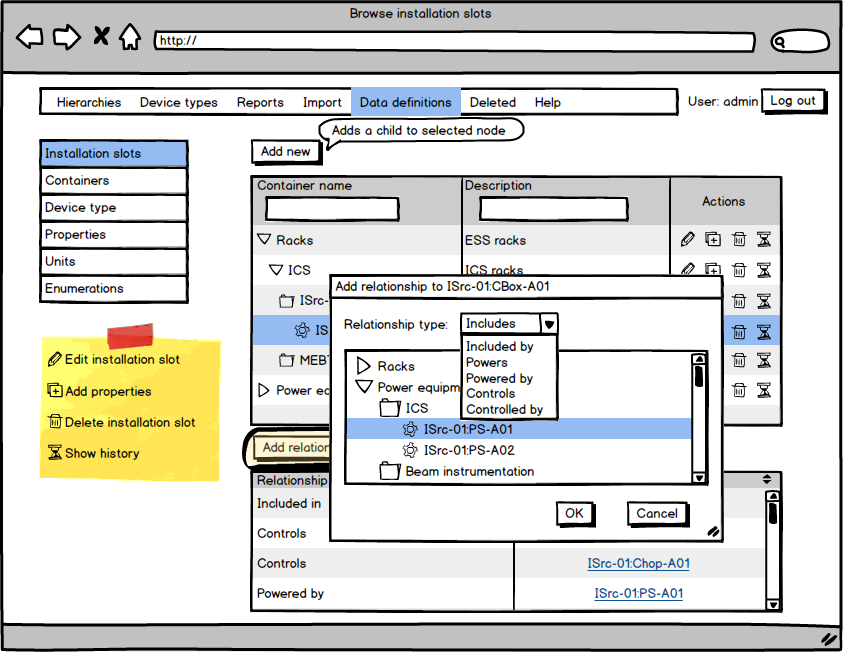 Browse installation slots
http://
Hierarchies Device types Reports Import Data definitions Deleted Help
User: admin Log out
Adds a child to selected node
Add new
Installation slots
Containers
Device type
Properties
Units
Enumerations
Edit installation slot
Add properties
Delete installation slot
Show history
Container name Description Actions
Racks ESS racks
ICS ICS racks
ISrc-
IS
MEBT
Power eq
Add relation
Relationship
Included in
Controls
Controls ISrc-01:Chop-A01
Powered by ISrc-01:PS-A01
Add relationship to ISrc-01:CBox-A01
Relationship type: Includes
Included by
Powers
Powered by
Controls
Controlled by
Racks
Power equipm
ICS
ISrc-01:PS-A01
ISrc-01:PS-A02
Beam instrumentation
OK Cancel